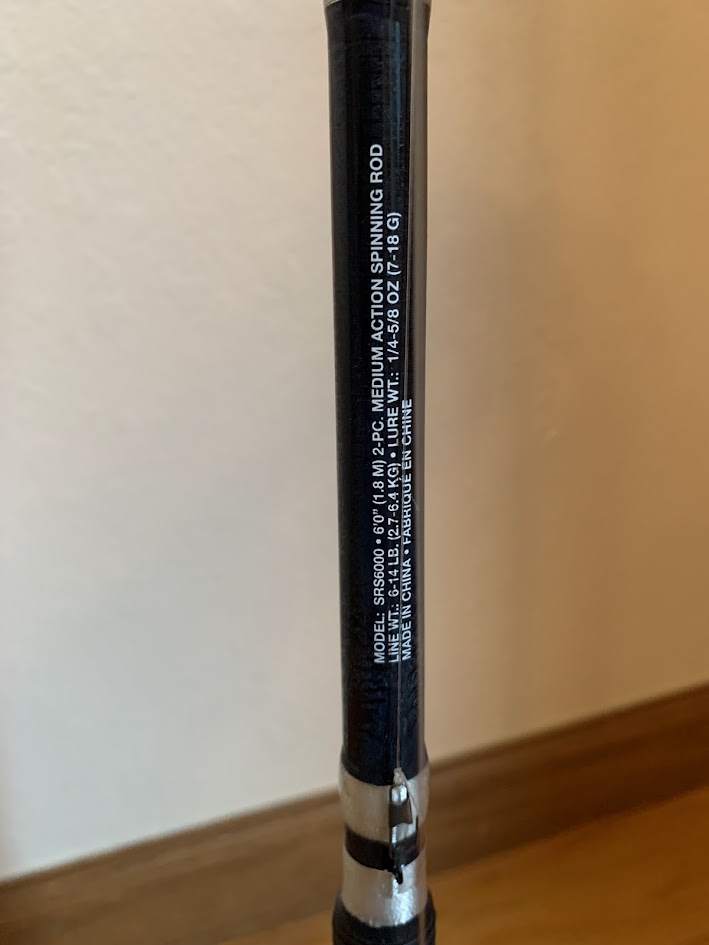 MODEL: SRS6000 • 6'0" (1.8 M) 2-PC. MEDIUM ACTION SPINNING ROD
LINE WT.: 6-14 LB. (2.7-6.4 KG) • LURE WT.: 1/4-5/8 OZ (7-18 G)
MADE IN CHINA • FABRIQUE EN CHINE